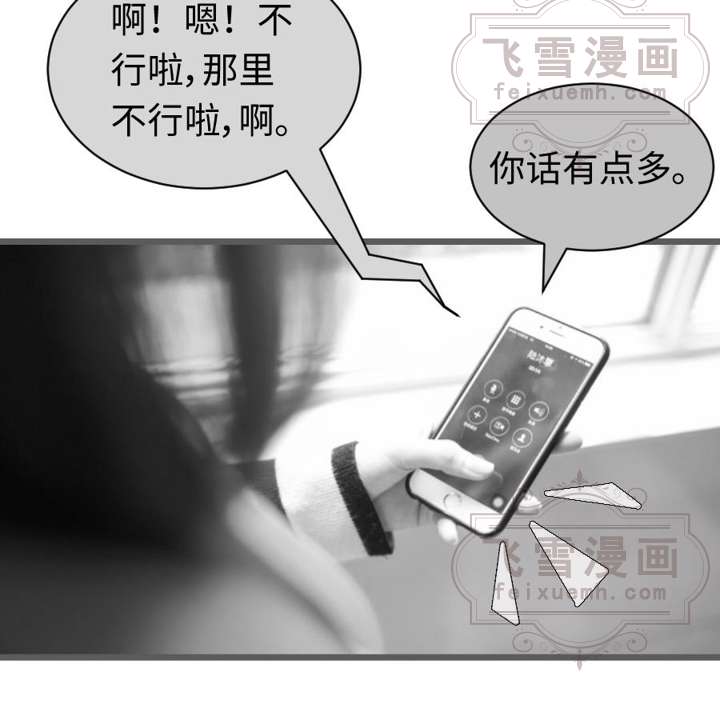 啊！嗯！不
行啦，那里
不行啦，啊。
飞雪漫画
feixuemh.com
你话有点多。
飞雪漫画
feixuemh.com